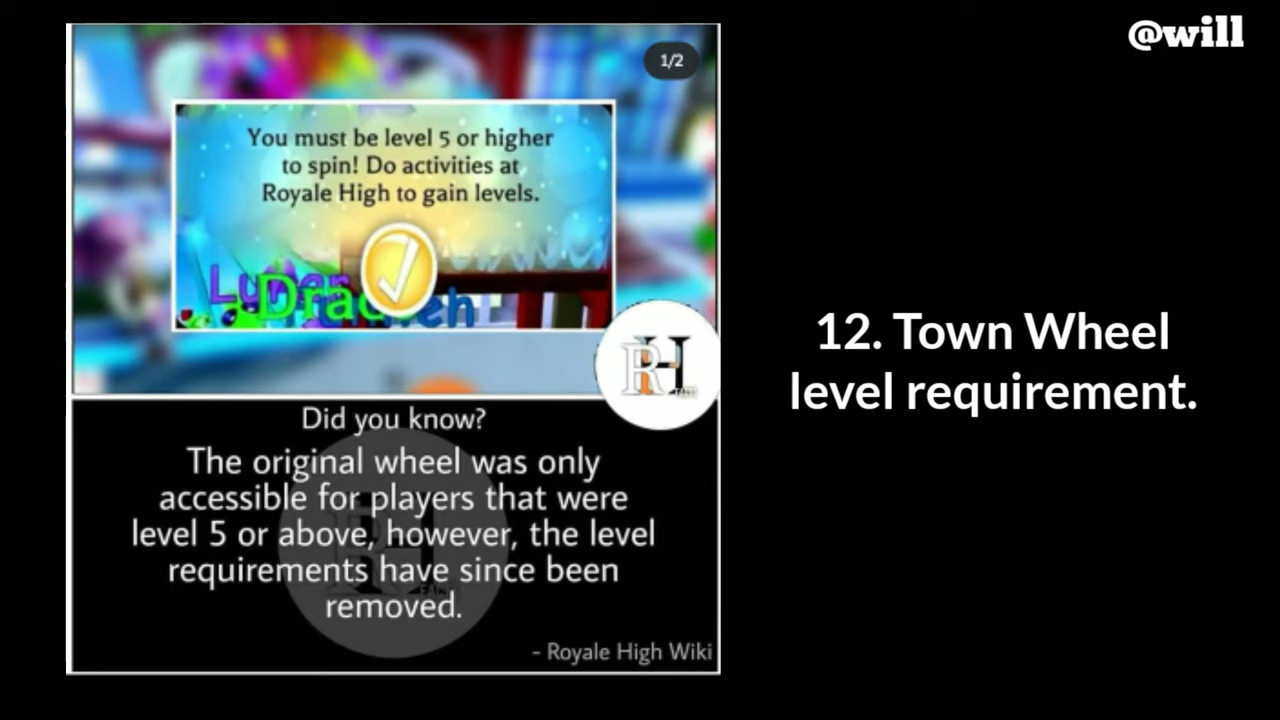 @will
1/2
You must be level 5 or higher
to spin! Do activities at
Royale High to gain levels.
RH
Did you know?
The original wheel was only
accessible for players that were
level 5 or above, however, the level
requirements have since been
removed.
- Royale High Wiki
12. Town Wheel
level requirement.